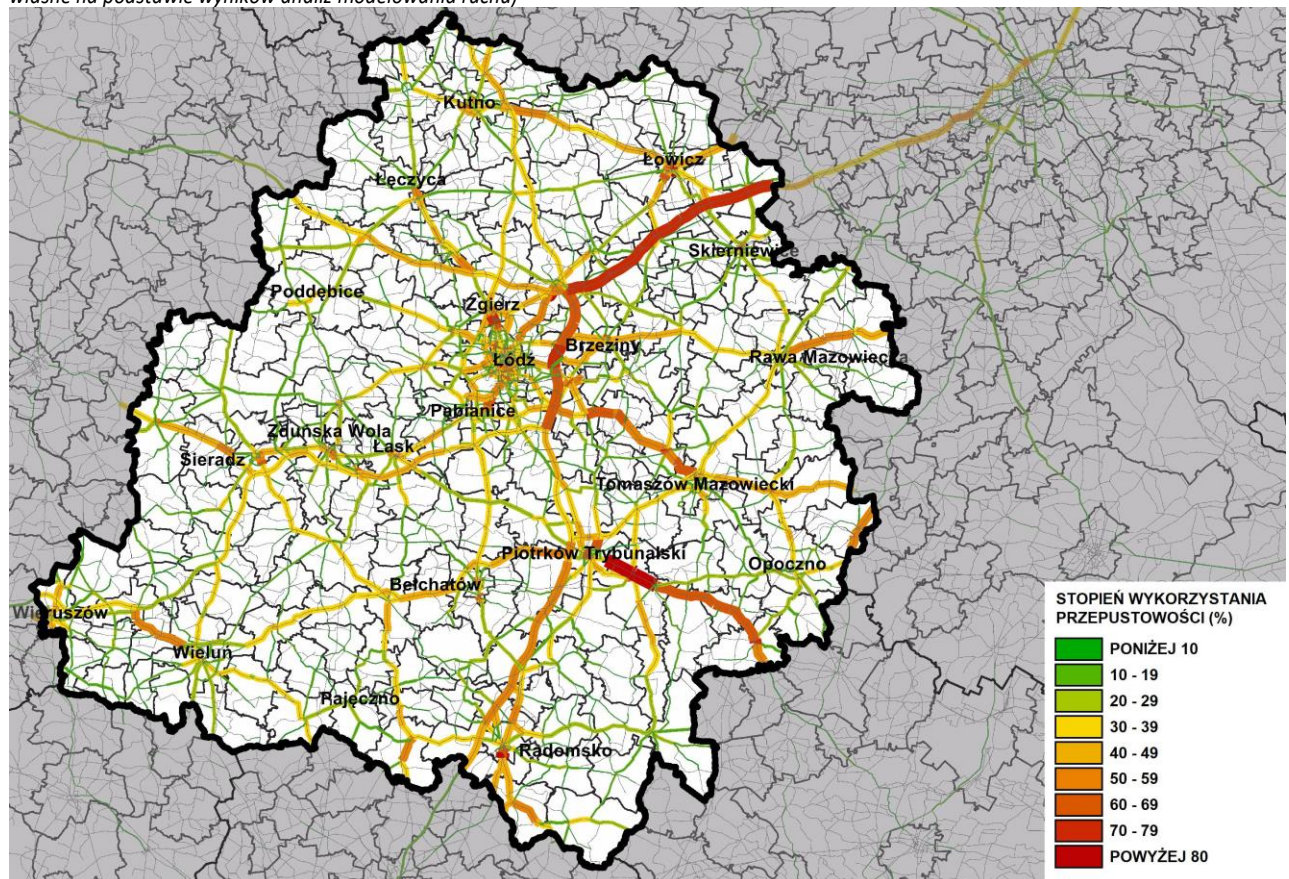 własne na podstawie wyników analiz modelowania ruchu)
Kutno
Łowicz
Łęczyca
Skierniewice
Poddębice
Zgierz
Brzeziny
Rawa Mazowiecka
Łódź
Pabianice
Zduńska Wola
Łask
Sieradz
Tomaszów Mazowiecki
Piotrków Trybunalski
Opoczno
Bełchatów
Wieruszów
Wieluń
Pajęczno
Radomsko
STOPIEŃ WYKORZYSTANIA
PRZEPUSTOWOŚCI (%)
PONIŻEJ 10
10 - 19
20 - 29
30 - 39
40 - 49
50 - 59
60 - 69
70 - 79
POWYŻEJ 80